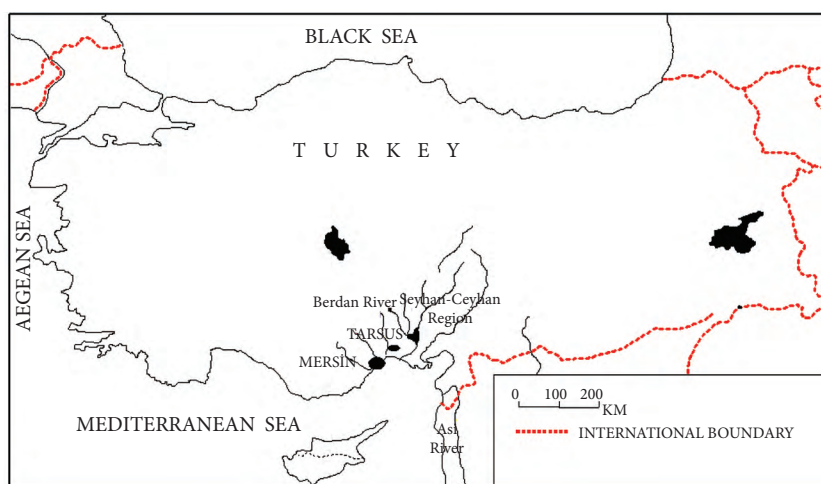 BLACK SEA
T U R K E Y
AEGEAN SEA
Berdan River
Seyhan-Ceyhan
Region
TARSUS
MERSIN
MEDITERRANEAN SEA
Asi
River
0 100 200
KM
INTERNATIONAL BOUNDARY